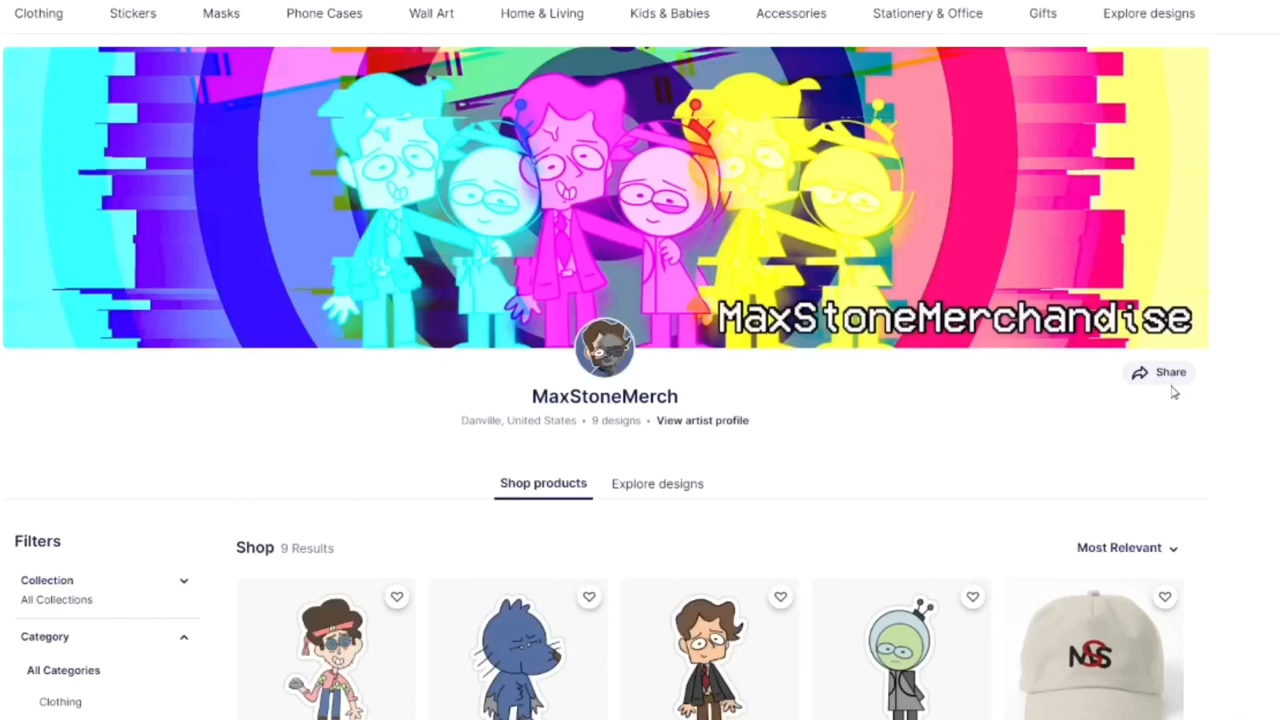 Clothing Stickers Masks Phone Cases Wall Art Home & Living Kids & Babies Accessories Stationery & Office Gifts Explore designs
MaxStoneMerchandise
Share
MaxStoneMerch
Danville, United States • 9 designs • View artist profile
Shop products Explore designs
Filters
Shop 9 Results
Most Relevant
Collection
All Collections
Category
All Categories
Clothing
MSS